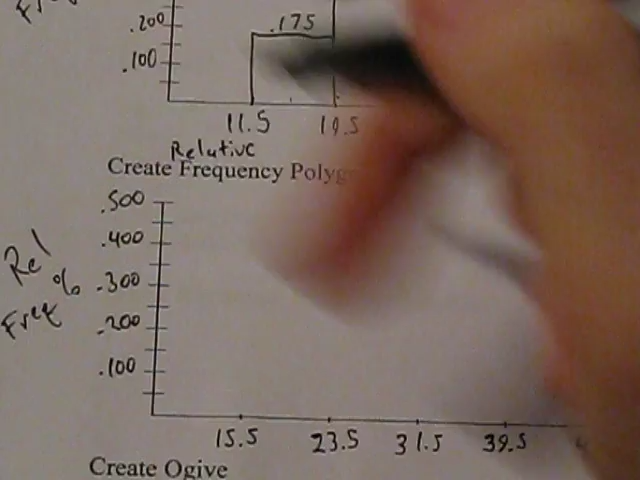 .200 .175
.100
11.5 19.5
Relative
Create Frequency
.500
.400
Rel % .300
Freq .200
.100
15.5 23.5 31.5 39.5
Create Ogive